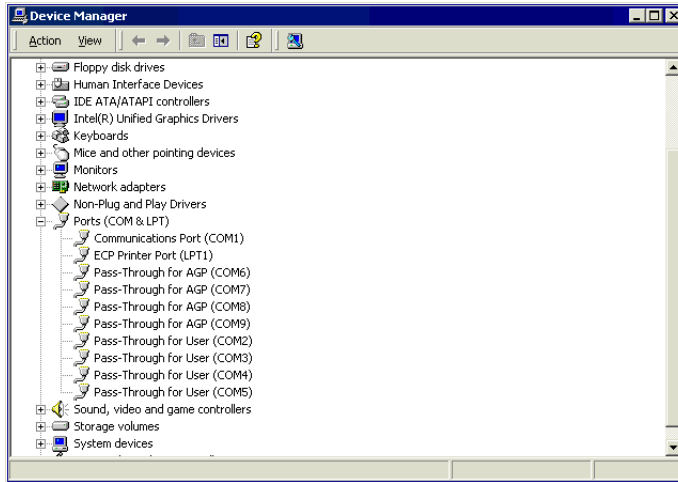 Device Manager
Action View
Floppy disk drives
Human Interface Devices
IDE ATA/ATAPI controllers
Intel(R) Unified Graphics Drivers
Keyboards
Mice and other pointing devices
Monitors
Network adapters
Non-Plug and Play Drivers
Ports (COM & LPT)
Communications Port (COM1)
ECP Printer Port (LPT1)
Pass-Through for AGP (COM6)
Pass-Through for AGP (COM7)
Pass-Through for AGP (COM8)
Pass-Through for AGP (COM9)
Pass-Through for User (COM2)
Pass-Through for User (COM3)
Pass-Through for User (COM4)
Pass-Through for User (COM5)
Sound, video and game controllers
Storage volumes
System devices